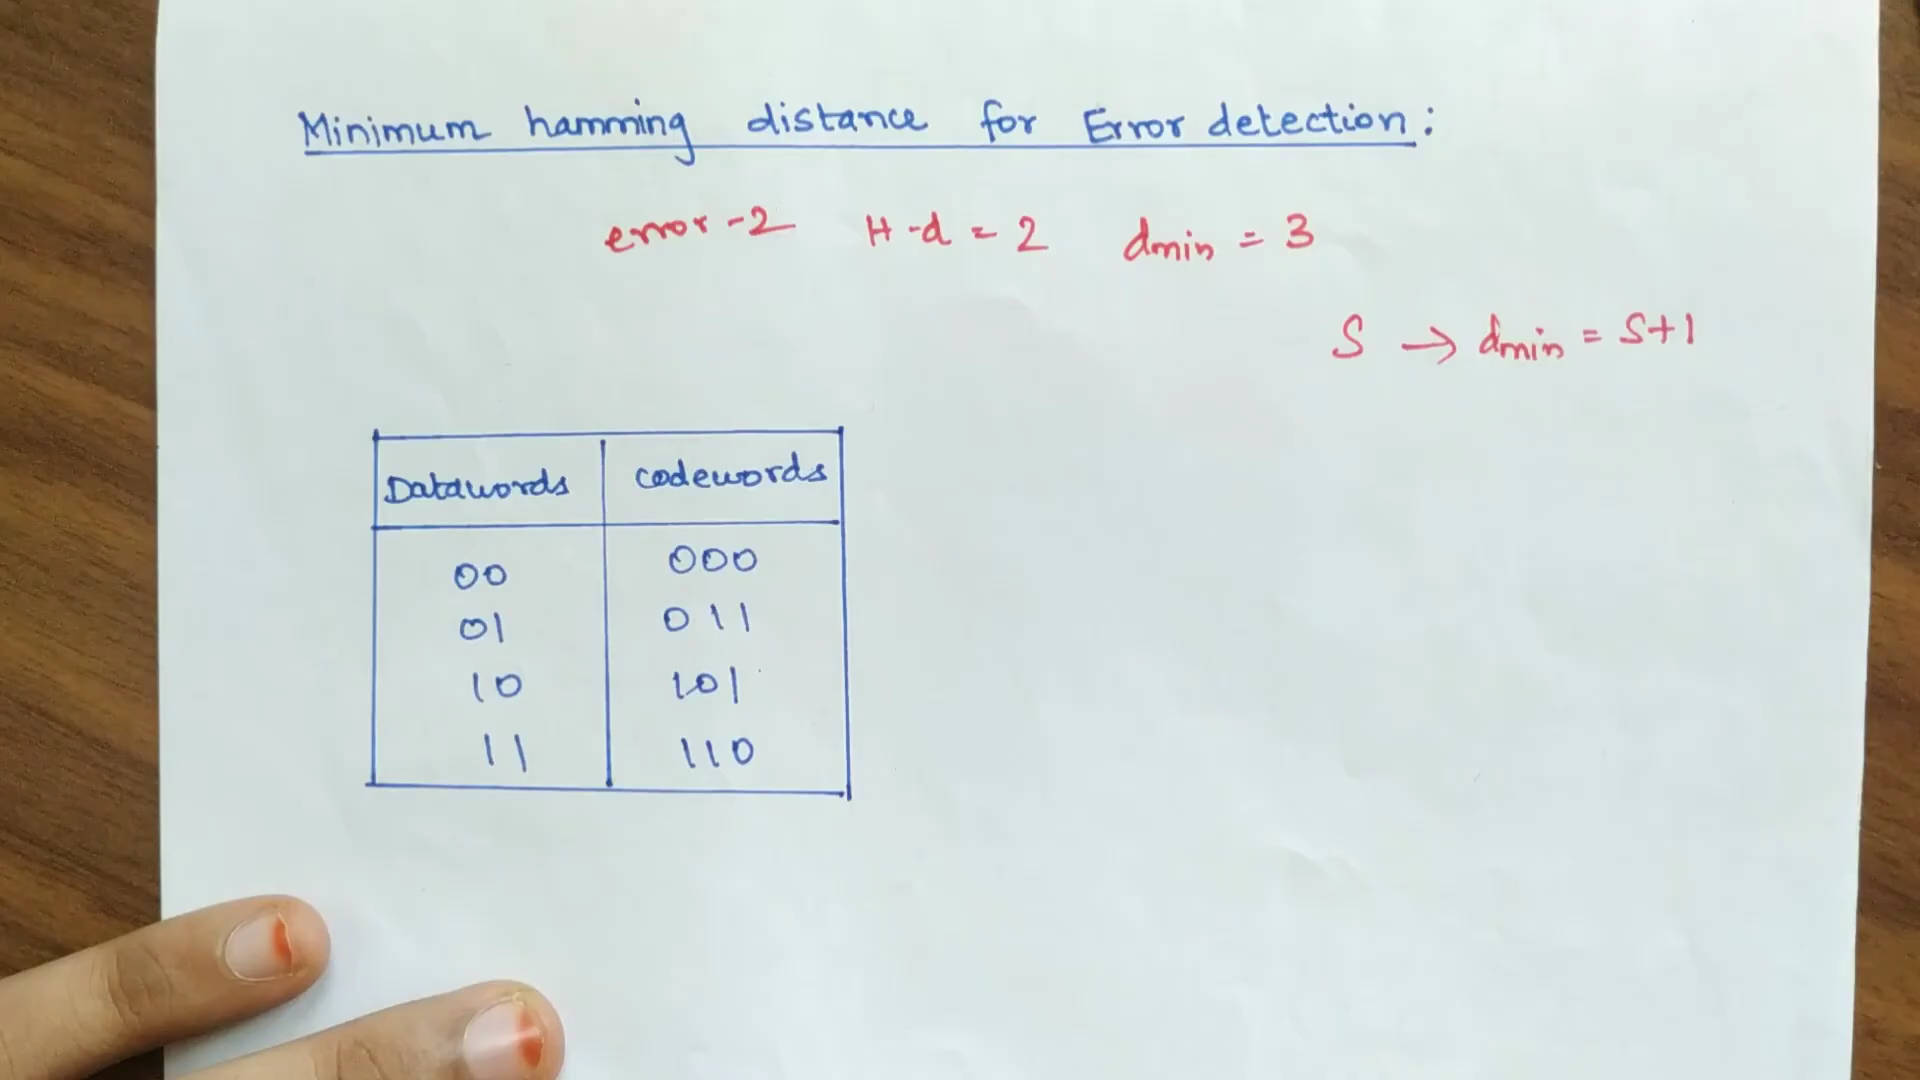 Minimum hamming distance for Error detection :
error - 2 H-d = 2 dmin = 3
S → dmin = S+1
Datawords codewords
00 000
01 011
10 101
11 110